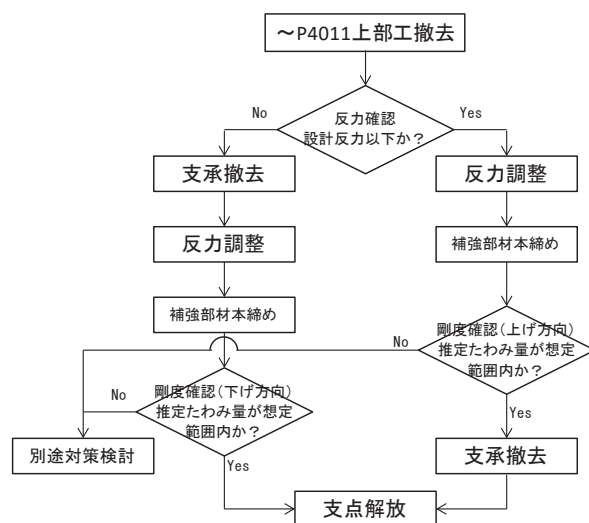 ～P4011上部工撤去
No
反力確認
設計反力以下か？
Yes
支承撤去
反力調整
反力調整
補強部材本締め
補強部材本締め
No
剛度確認（上げ方向）
推定たわみ量が想定
範囲内か？
No
剛度確認（下げ方向）
推定たわみ量が想定
範囲内か？
Yes
別途対策検討
Yes
支承撤去
支点解放